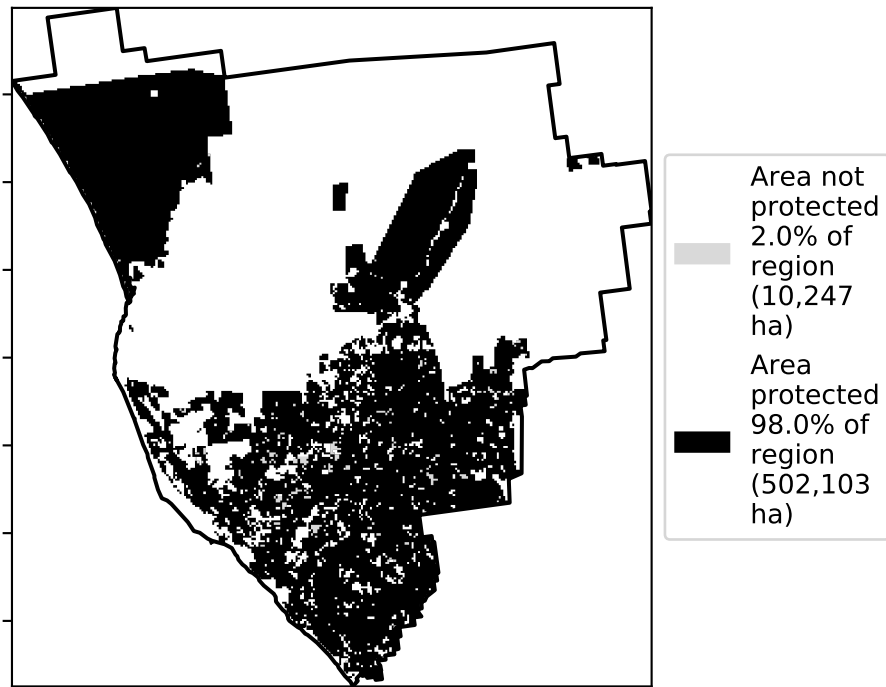 Area not
protected
2.0% of
region
(10,247
ha)
Area
protected
98.0% of
region
(502,103
ha)